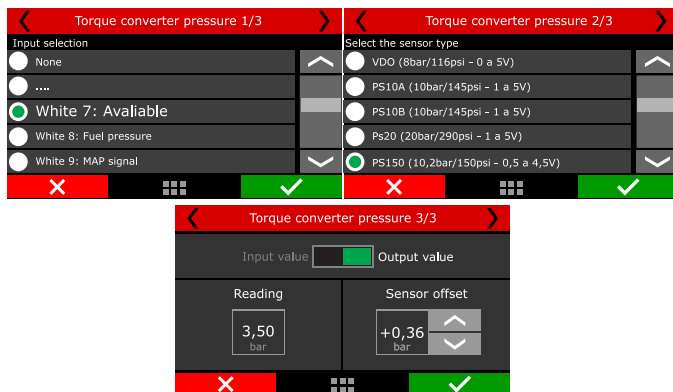 Torque converter pressure 1/3
Input selection
None
....
White 7: Avaliable
White 8: Fuel pressure
White 9: MAP signal
Torque converter pressure 2/3
Select the sensor type
VDO (8bar/116psi - 0 a 5V)
PS10A (10bar/145psi - 1 a 5V)
PS10B (10bar/145psi - 1 a 5V)
Ps20 (20bar/290psi - 1 a 5V)
PS150 (10,2bar/150psi - 0,5 a 4,5V)
Torque converter pressure 3/3
Input value Output value
Reading
3,50
bar
Sensor offset
+0,36
bar